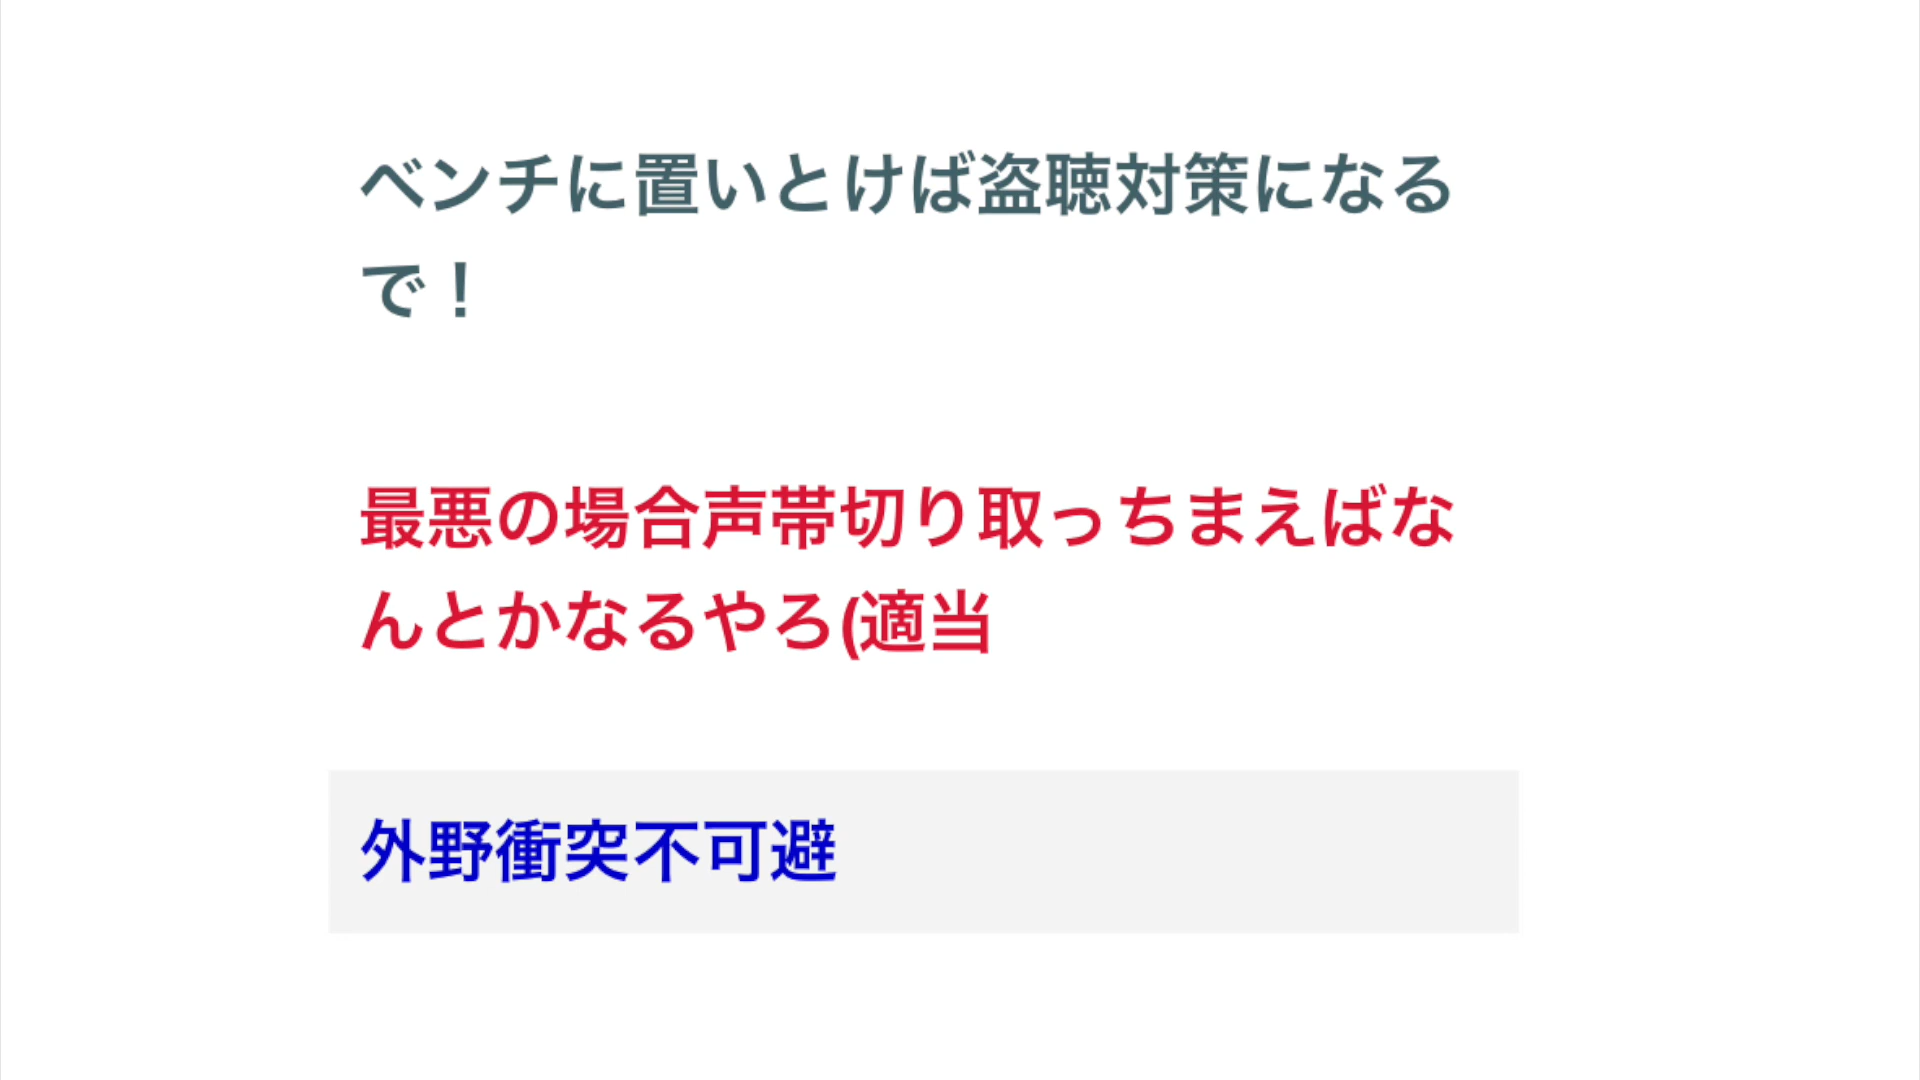 ベンチに置いとけば盗聴対策になる
で！
最悪の場合声帯切り取っちまえばな
んとかなるやろ(適当
外野衝突不可避